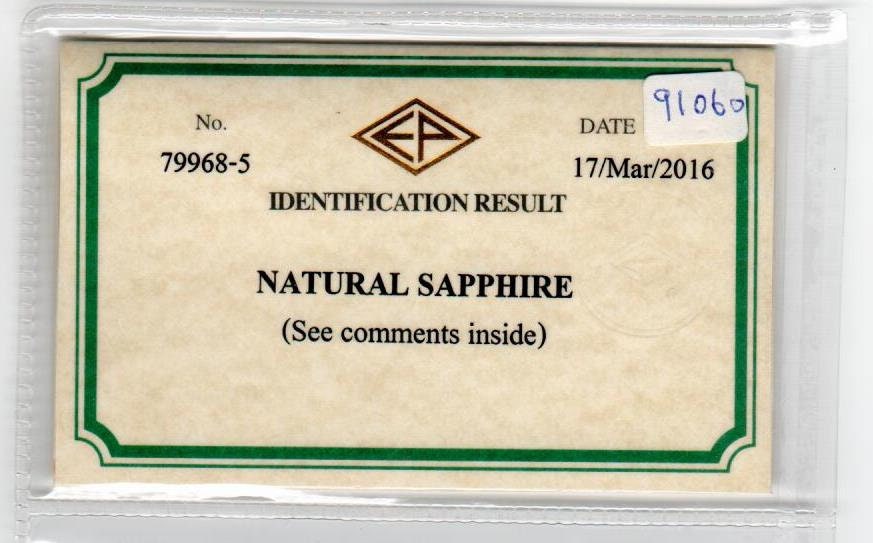 No.
79968-5
EP
DATE
91060
17/Mar/2016
IDENTIFICATION RESULT
NATURAL SAPPHIRE
(See comments inside)